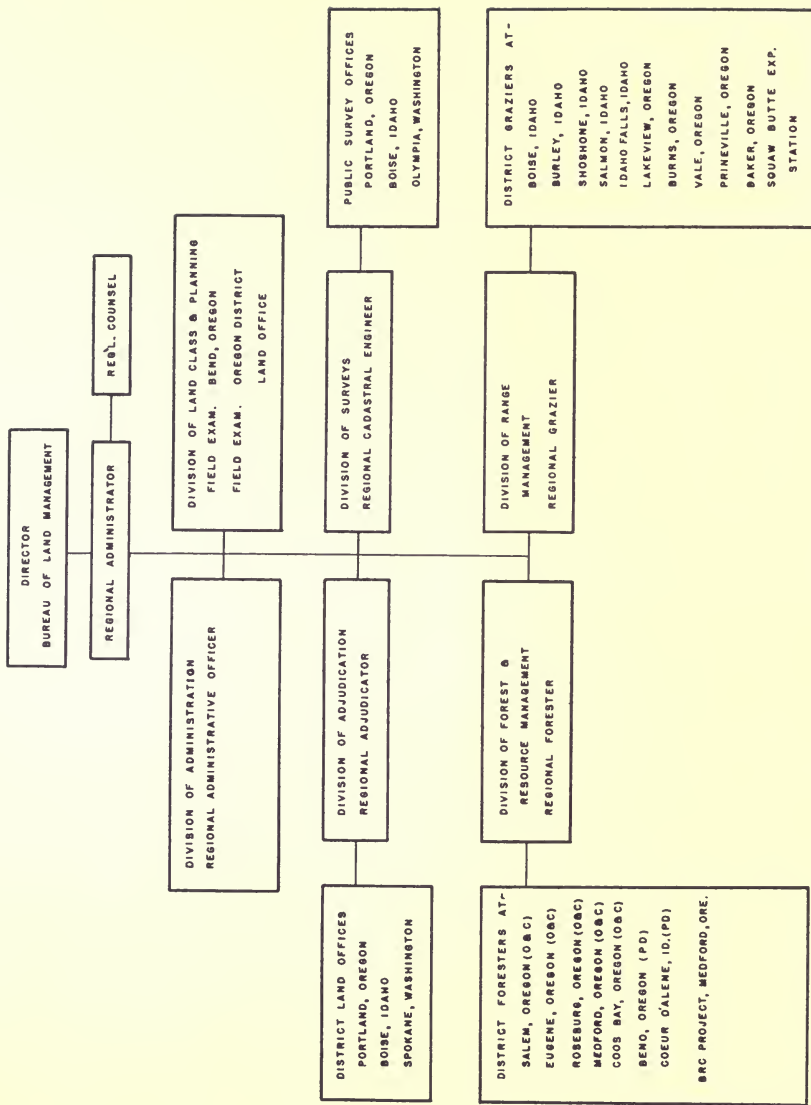 DIRECTOR
BUREAU OF LAND MANAGEMENT
REGIONAL ADMINISTRATOR
REG'L. COUNSEL
DIVISION OF ADMINISTRATION
REGIONAL ADMINISTRATIVE OFFICER
DIVISION OF LAND CLASS & PLANNING
FIELD EXAM. BEND, OREGON
FIELD EXAM. OREGON DISTRICT
LAND OFFICE
DISTRICT LAND OFFICES
PORTLAND, OREGON
BOISE, IDAHO
SPOKANE, WASHINGTON
DIVISION OF ADJUDICATION
REGIONAL ADJUDICATOR
DIVISION OF SURVEYS
REGIONAL CADASTRAL ENGINEER
PUBLIC SURVEY OFFICES
PORTLAND, OREGON
BOISE, IDAHO
OLYMPIA, WASHINGTON
DISTRICT FORESTERS AT-
SALEM, OREGON (O&C)
EUGENE, OREGON (O&C)
ROSEBURG, OREGON (O&C)
MEDFORD, OREGON (O&C)
COOS BAY, OREGON (O&C)
BEND, OREGON (PD)
COEUR D'ALENE, ID. (PD)
BRC PROJECT, MEDFORD, ORE.
DIVISION OF FOREST &
RESOURCE MANAGEMENT
REGIONAL FORESTER
DIVISION OF RANGE
MANAGEMENT
REGIONAL GRAZIER
DISTRICT GRAZIERS AT-
BOISE, IDAHO
BURLEY, IDAHO
SHOSHONE, IDAHO
SALMON, IDAHO
IDAHO FALLS, IDAHO
LAKEVIEW, OREGON
BURNS, OREGON
VALE, OREGON
PRINEVILLE, OREGON
BAKER, OREGON
SQUAW BUTTE EXP.
STATION